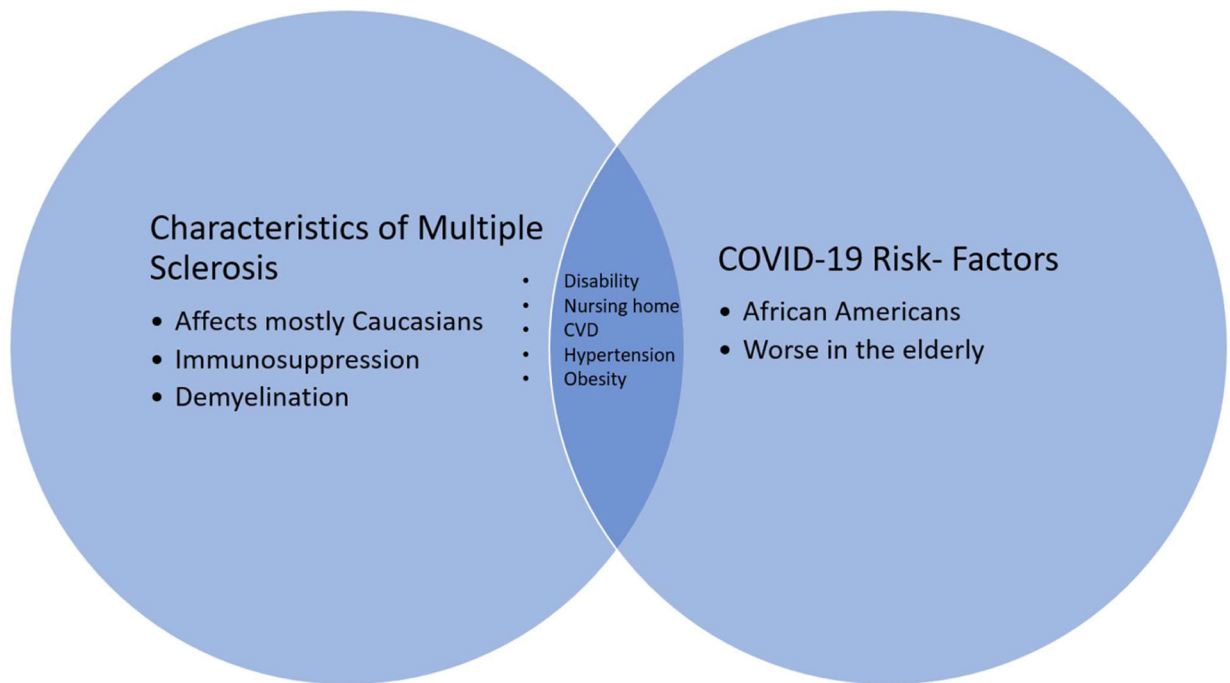 Characteristics of Multiple
Sclerosis
• Affects mostly Caucasians
• Immunosuppression
• Demyelination
• Disability
• Nursing home
• CVD
• Hypertension
• Obesity
COVID-19 Risk- Factors
• African Americans
• Worse in the elderly